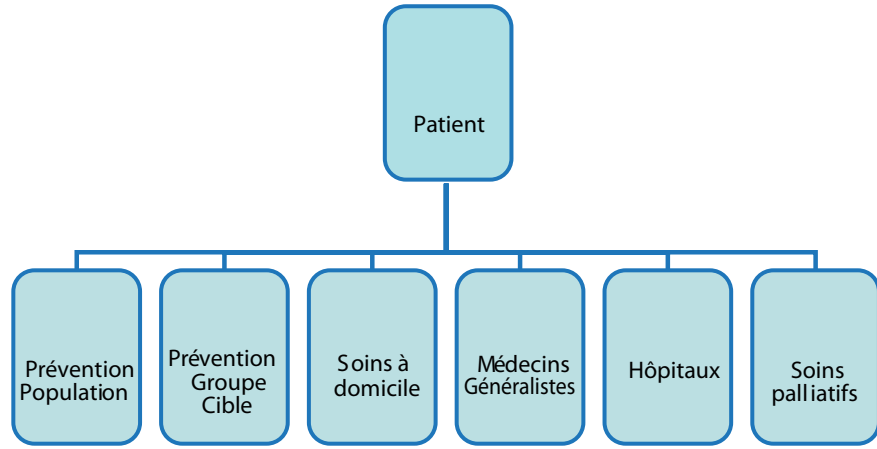 Patient
Prévention
Population
Prévention
Groupe
Cible
Soins à
domicile
Médecins
Généralistes
Hôpitaux
Soins
palliatifs